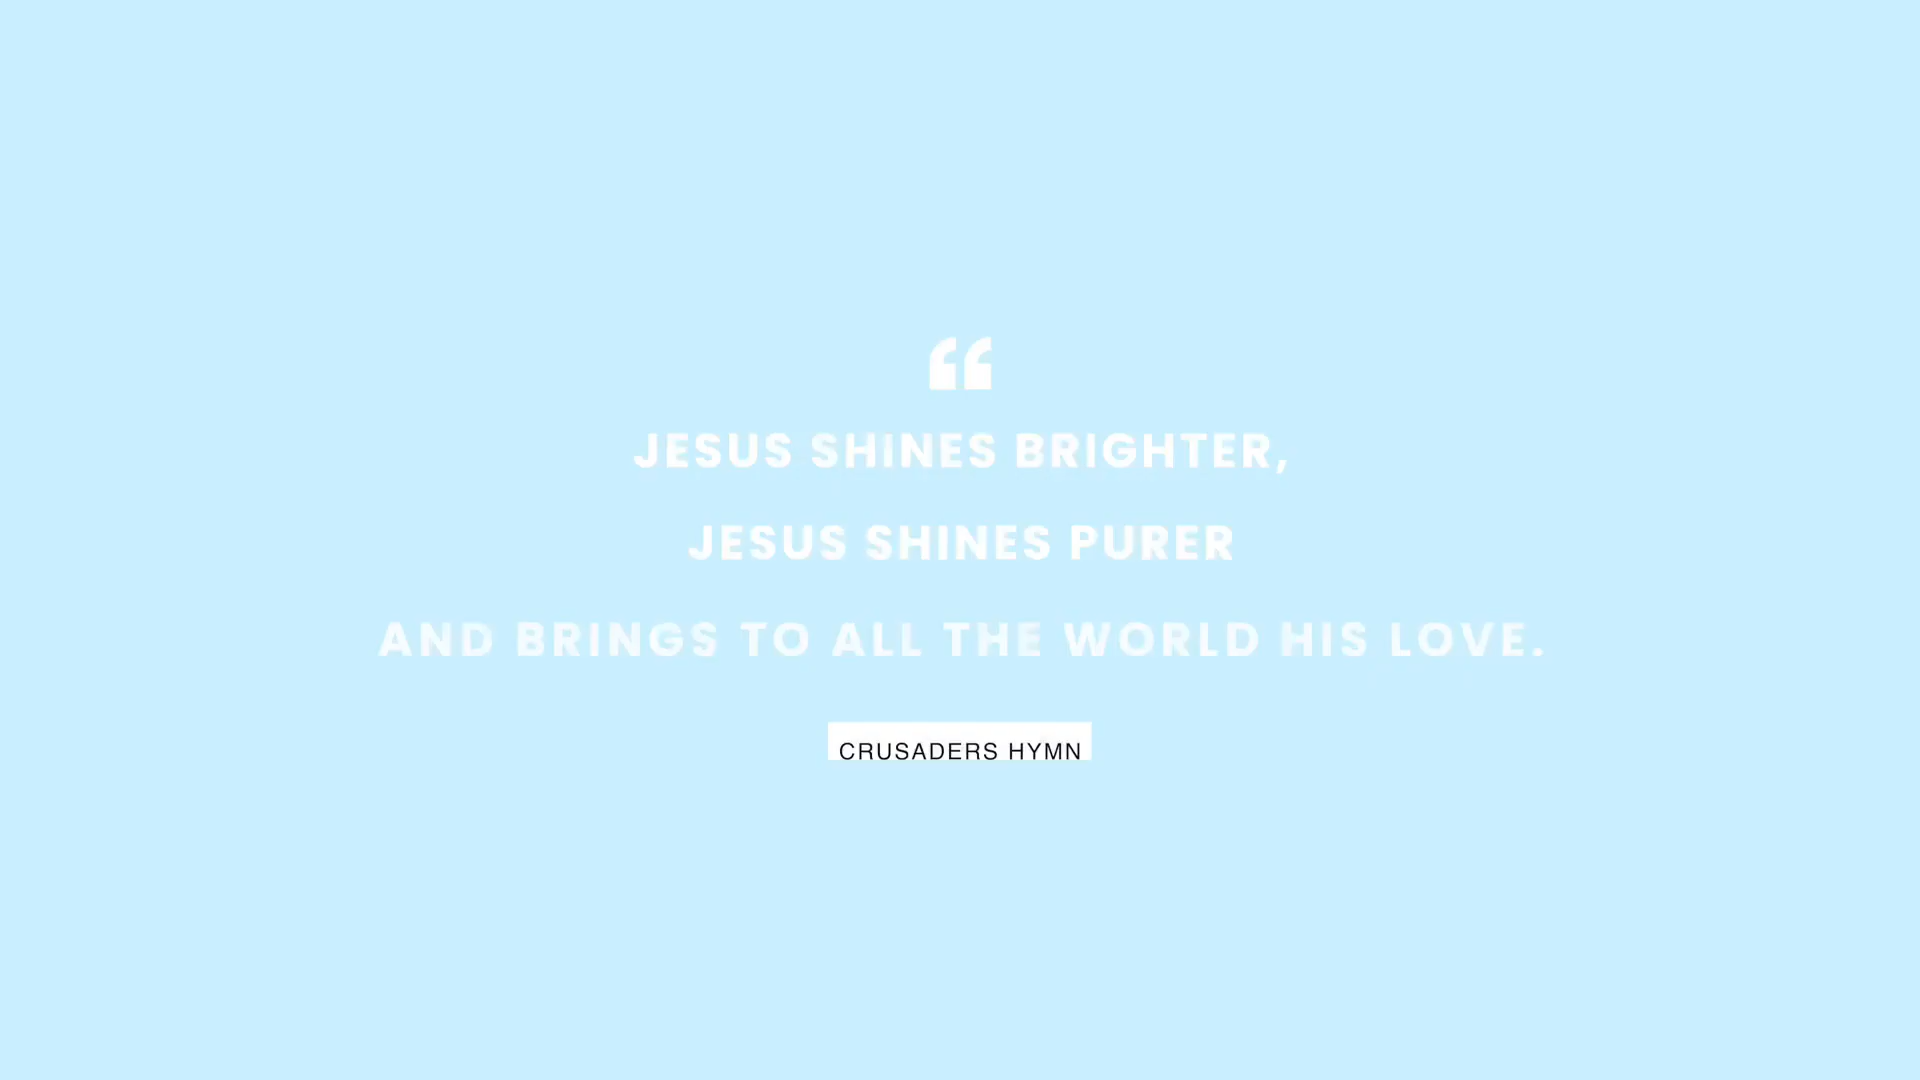 “
JESUS SHINES BRIGHTER,
JESUS SHINES PURER
AND BRINGS TO ALL THE WORLD HIS LOVE.
CRUSADERS HYMN